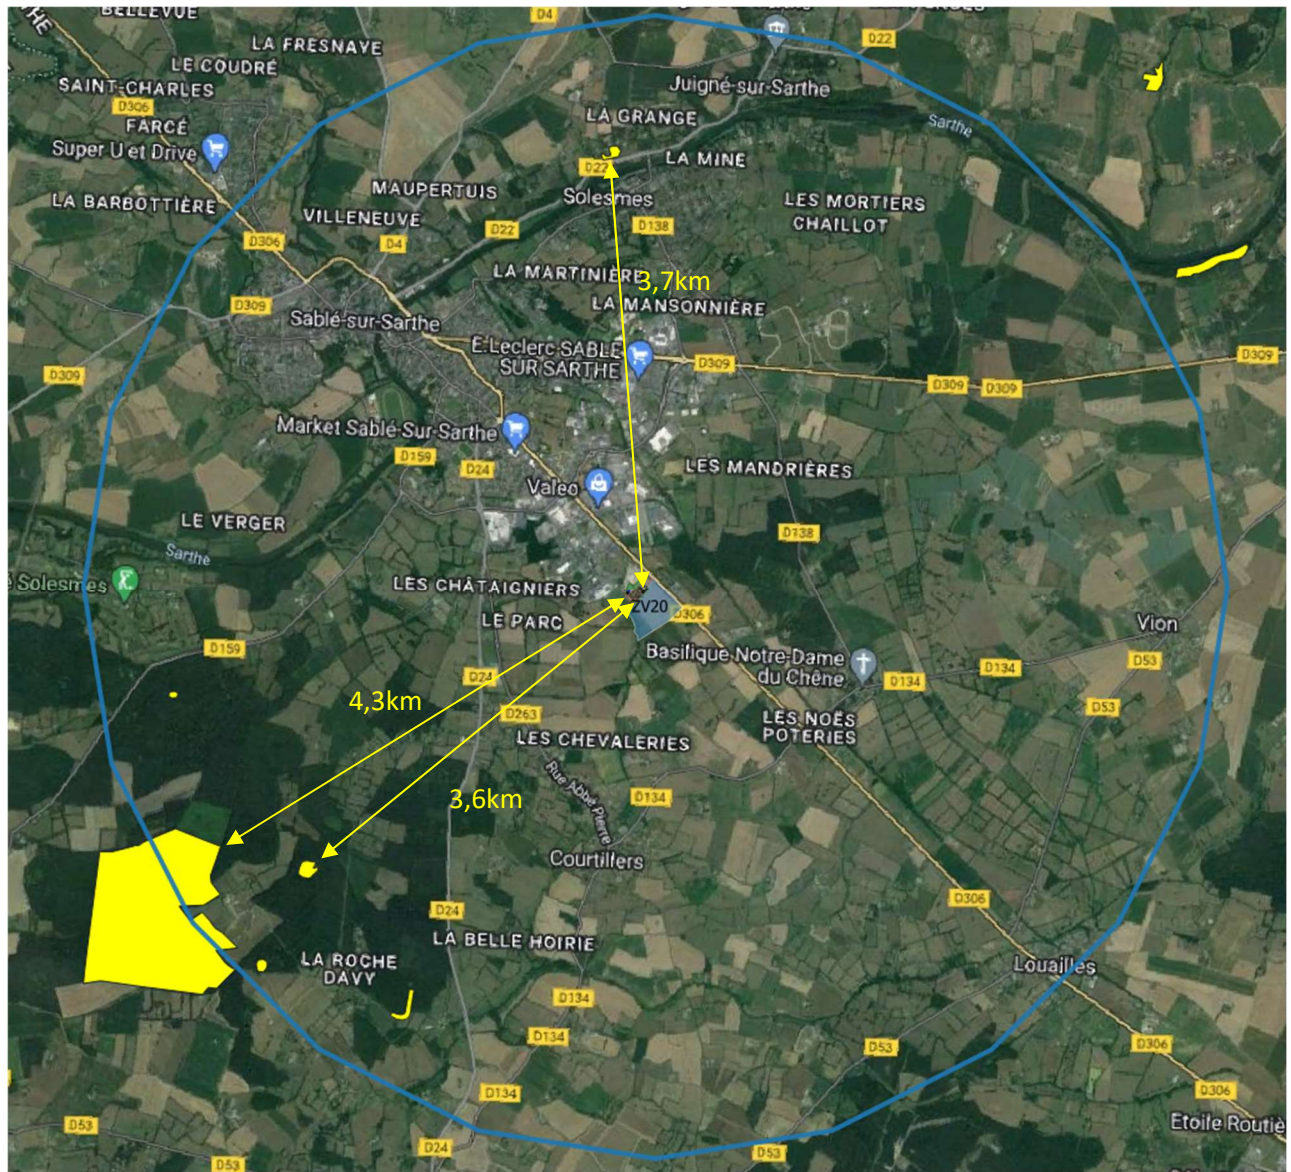 BELLEVUE
D4
D22
LA FRESNAYE
LE COUDRÉ
SAINT-CHARLES
D306
Juigné-sur-Sarthe
FARCÉ
LA GRANGE
Sarthe
Super U et Drive
D22
LA MINE
MAUPERTUIS
Solesmes
LA BARBOTTIÈRE
VILLENEUVE
LES MORTIERS
CHAILLOT
D306
D4
D22
D138
LA MARTINIÈRE
3,7km
D309
LA MANSONNIÈRE
Sablé-sur-Sarthe
E.Leclerc SABLE
SUR SARTHE
D309
D309
D309
D309
D309
Market Sablé-Sur-Sarthe
D159
D24
LES MANDRIÈRES
Valeo
LE VERGER
D138
Sarthe
Solesmes
LES CHÂTAIGNIERS
ZV20
D306
LE PARC
Vion
D159
Basilique Notre-Dame
du Chêne
D134
D134
D53
D24
4,3km
D263
D53
LES NOËS
POTERIES
LES CHEVALERIES
Rue Abbé Pierre
3,6km
D134
Courtillers
D306
D24
LA BELLE HOIRIE
LA ROCHE
DAVY
Louailles
D134
D134
D53
D306
D134
D306
D53
D24
D53
D53
Etoile Routiè